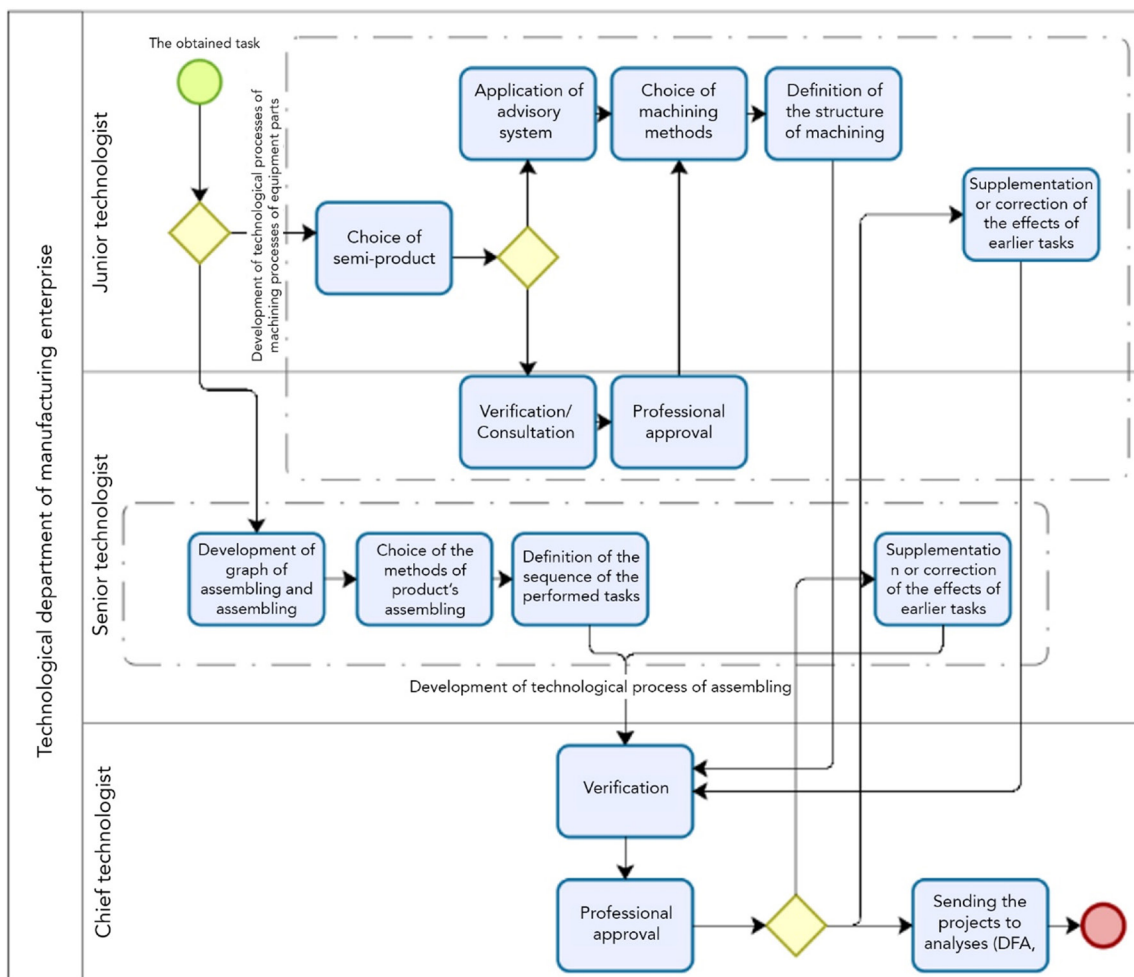 Technological department of manufacturing enterprise
Junior technologist
The obtained task
Development of technological processes of
machining processes of equipment parts
Choice of
semi-product
Application of
advisory
system
Choice of
machining
methods
Definition of
the structure
of machining
Supplementation
or correction of
the effects of
earlier tasks
Senior technologist
Verification/
Consultation
Professional
approval
Development of
graph of
assembling and
assembling
Choice of the
methods of
product's
assembling
Definition of the
sequence of the
performed tasks
Supplementatio
n or correction
of the effects of
earlier tasks
Development of technological process of assembling
Chief technologist
Verification
Professional
approval
Sending the
projects to
analyses (DFA,